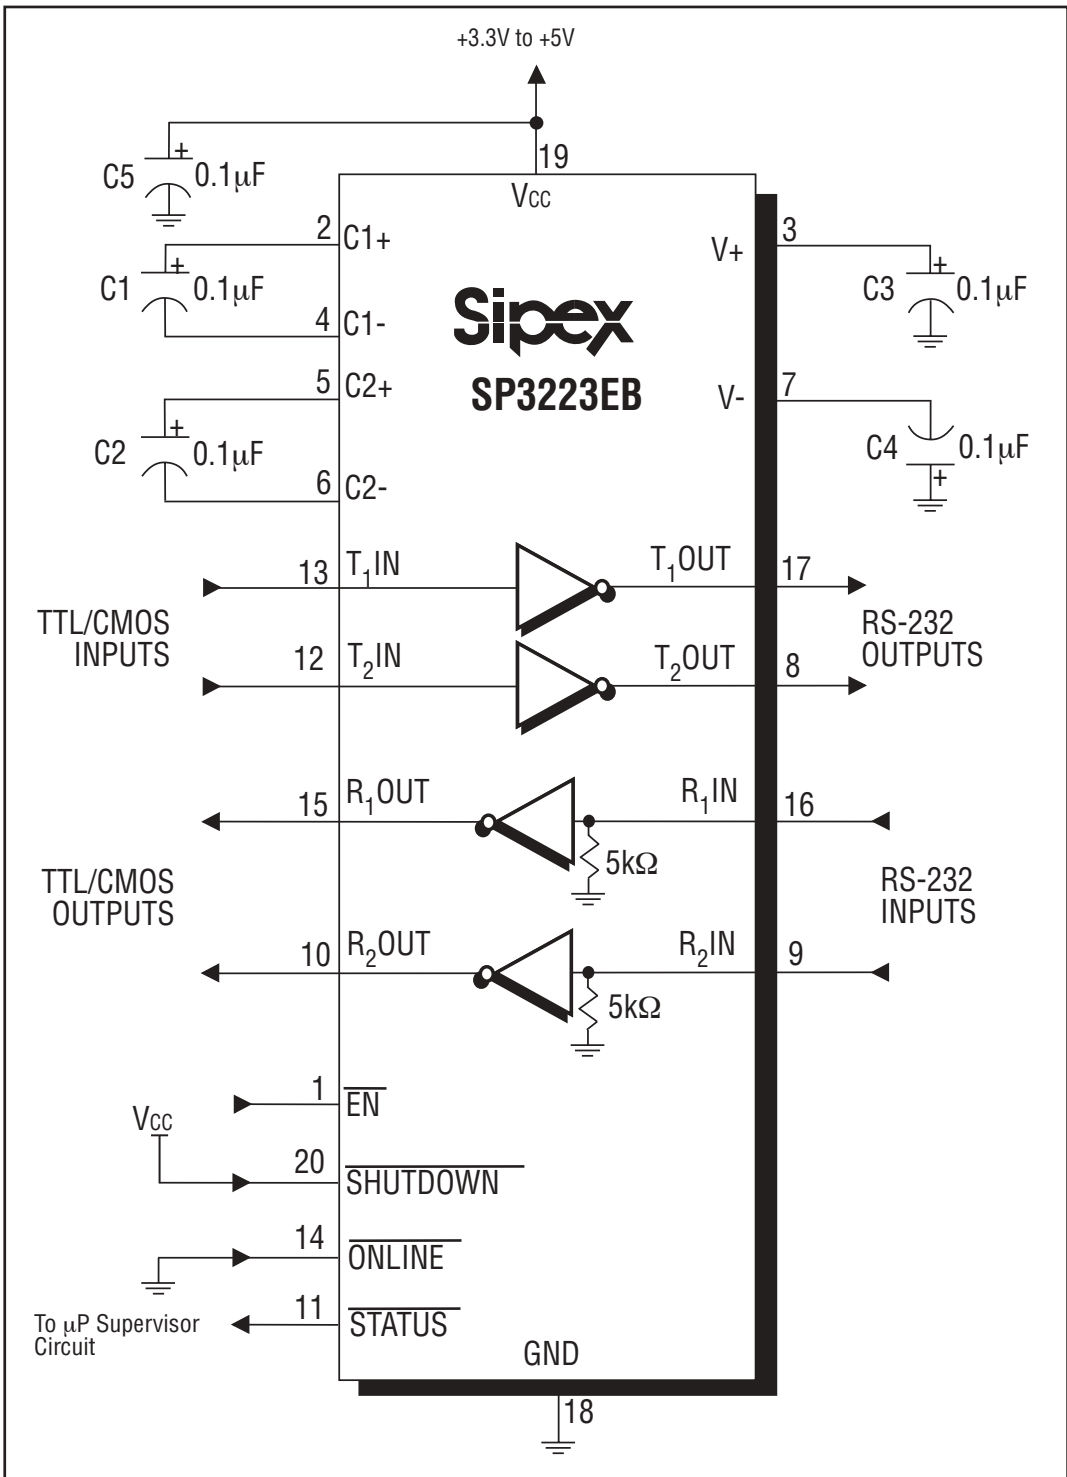 +3.3V to +5V
19
VCC
C5 + 0.1µF
2 C1+
C1 + 0.1µF
4 C1-
5 C2+
C2 + 0.1µF
6 C2-
V+ 3
C3 + 0.1µF
V- 7
C4 0.1µF +
Sipex
SP3223EB
13 T1IN
T1OUT 17
TTL/CMOS
INPUTS
RS-232
OUTPUTS
12 T2IN
T2OUT 8
15 R1OUT
R1IN 16
5kΩ
TTL/CMOS
OUTPUTS
RS-232
INPUTS
10 R2OUT
R2IN 9
5kΩ
1 EN
VCC
20 SHUTDOWN
14 ONLINE
11 STATUS
To µP Supervisor
Circuit
GND
18